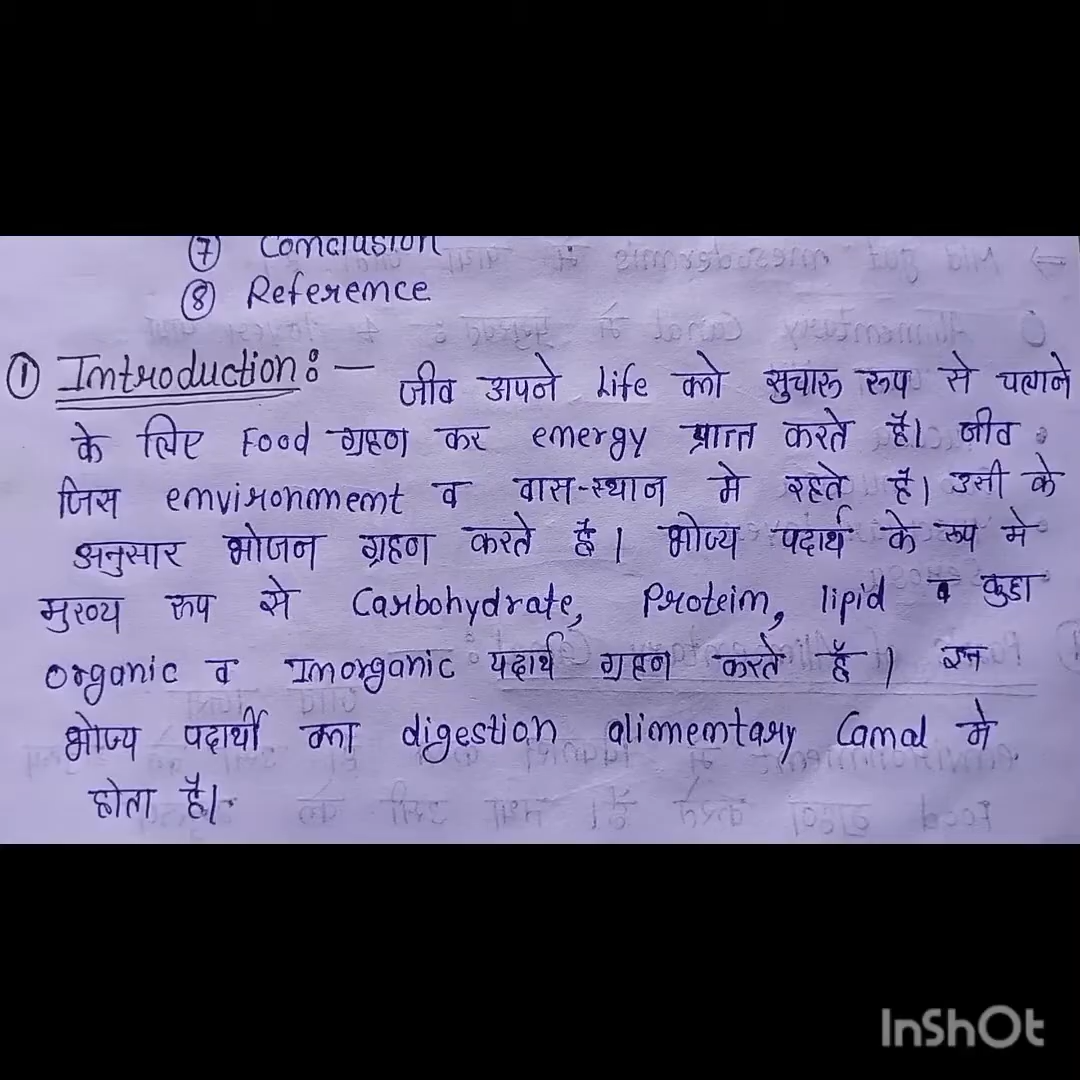 ⑦ Conclusion
⑧ Reference
① Introduction:— जीव अपने life को सुचारू रूप से चलाने
के लिए Food ग्रहण कर energy प्राप्त करते है। जीव
जिस environment व वास-स्थान मे रहते है। उसी के
अनुसार भोजन ग्रहण करते है। भोज्य पदार्थ के रूप मे
मुख्य रूप से Carbohydrate, Protein, lipid व कुछ
organic व Inorganic पदार्थ ग्रहण करते है। इन
भोज्य पदार्थो का digestion alimentary Canal मे
होता है।
InShOt